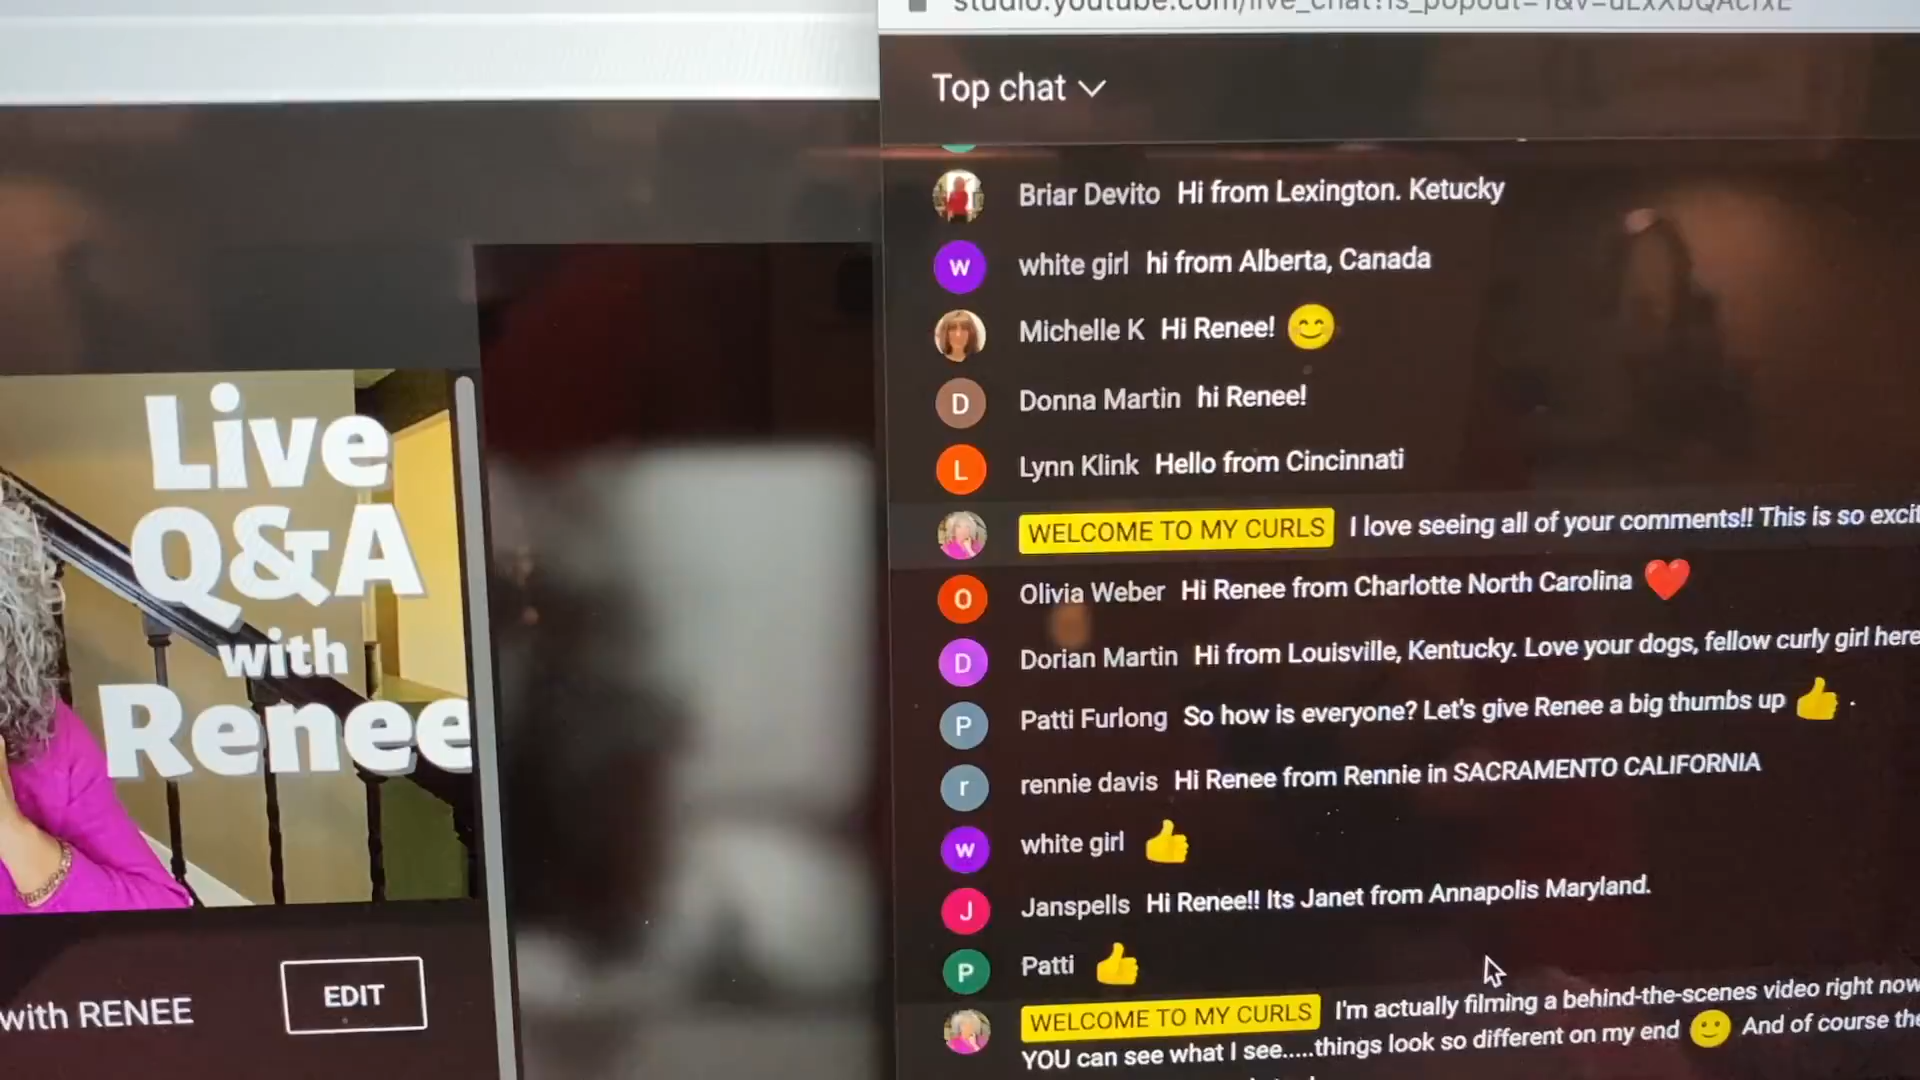 Top chat
Briar Devito Hi from Lexington. Ketucky
W white girl hi from Alberta, Canada
Michelle K Hi Renee! 😊
D Donna Martin hi Renee!
L Lynn Klink Hello from Cincinnati
WELCOME TO MY CURLS I love seeing all of your comments!! This is so excit
O Olivia Weber Hi Renee from Charlotte North Carolina ❤️
D Dorian Martin Hi from Louisville, Kentucky. Love your dogs, fellow curly girl here
P Patti Furlong So how is everyone? Let's give Renee a big thumbs up 👍 .
r rennie davis Hi Renee from Rennie in SACRAMENTO CALIFORNIA
W white girl 👍
J Janspells Hi Renee!! Its Janet from Annapolis Maryland.
P Patti 👍
WELCOME TO MY CURLS I'm actually filming a behind-the-scenes video right now
YOU can see what I see.....things look so different on my end 🙂 And of course the
Live
Q&A
with
Renee
with RENEE
EDIT